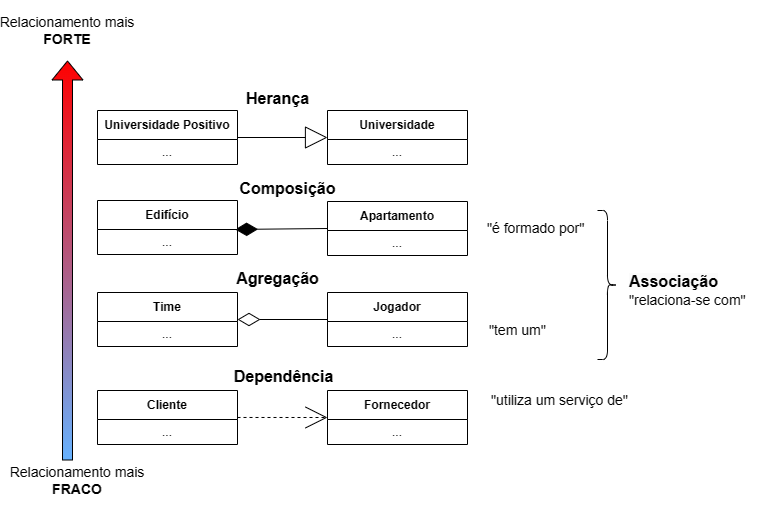 Relacionamento mais
FORTE
Herança
Universidade Positivo
...
Universidade
...
Composição
Edifício
...
Apartamento
...
"é formado por"
Agregação
Time
...
Jogador
...
"tem um"
Associação
"relaciona-se com"
Dependência
Cliente
...
Fornecedor
...
"utiliza um serviço de"
Relacionamento mais
FRACO